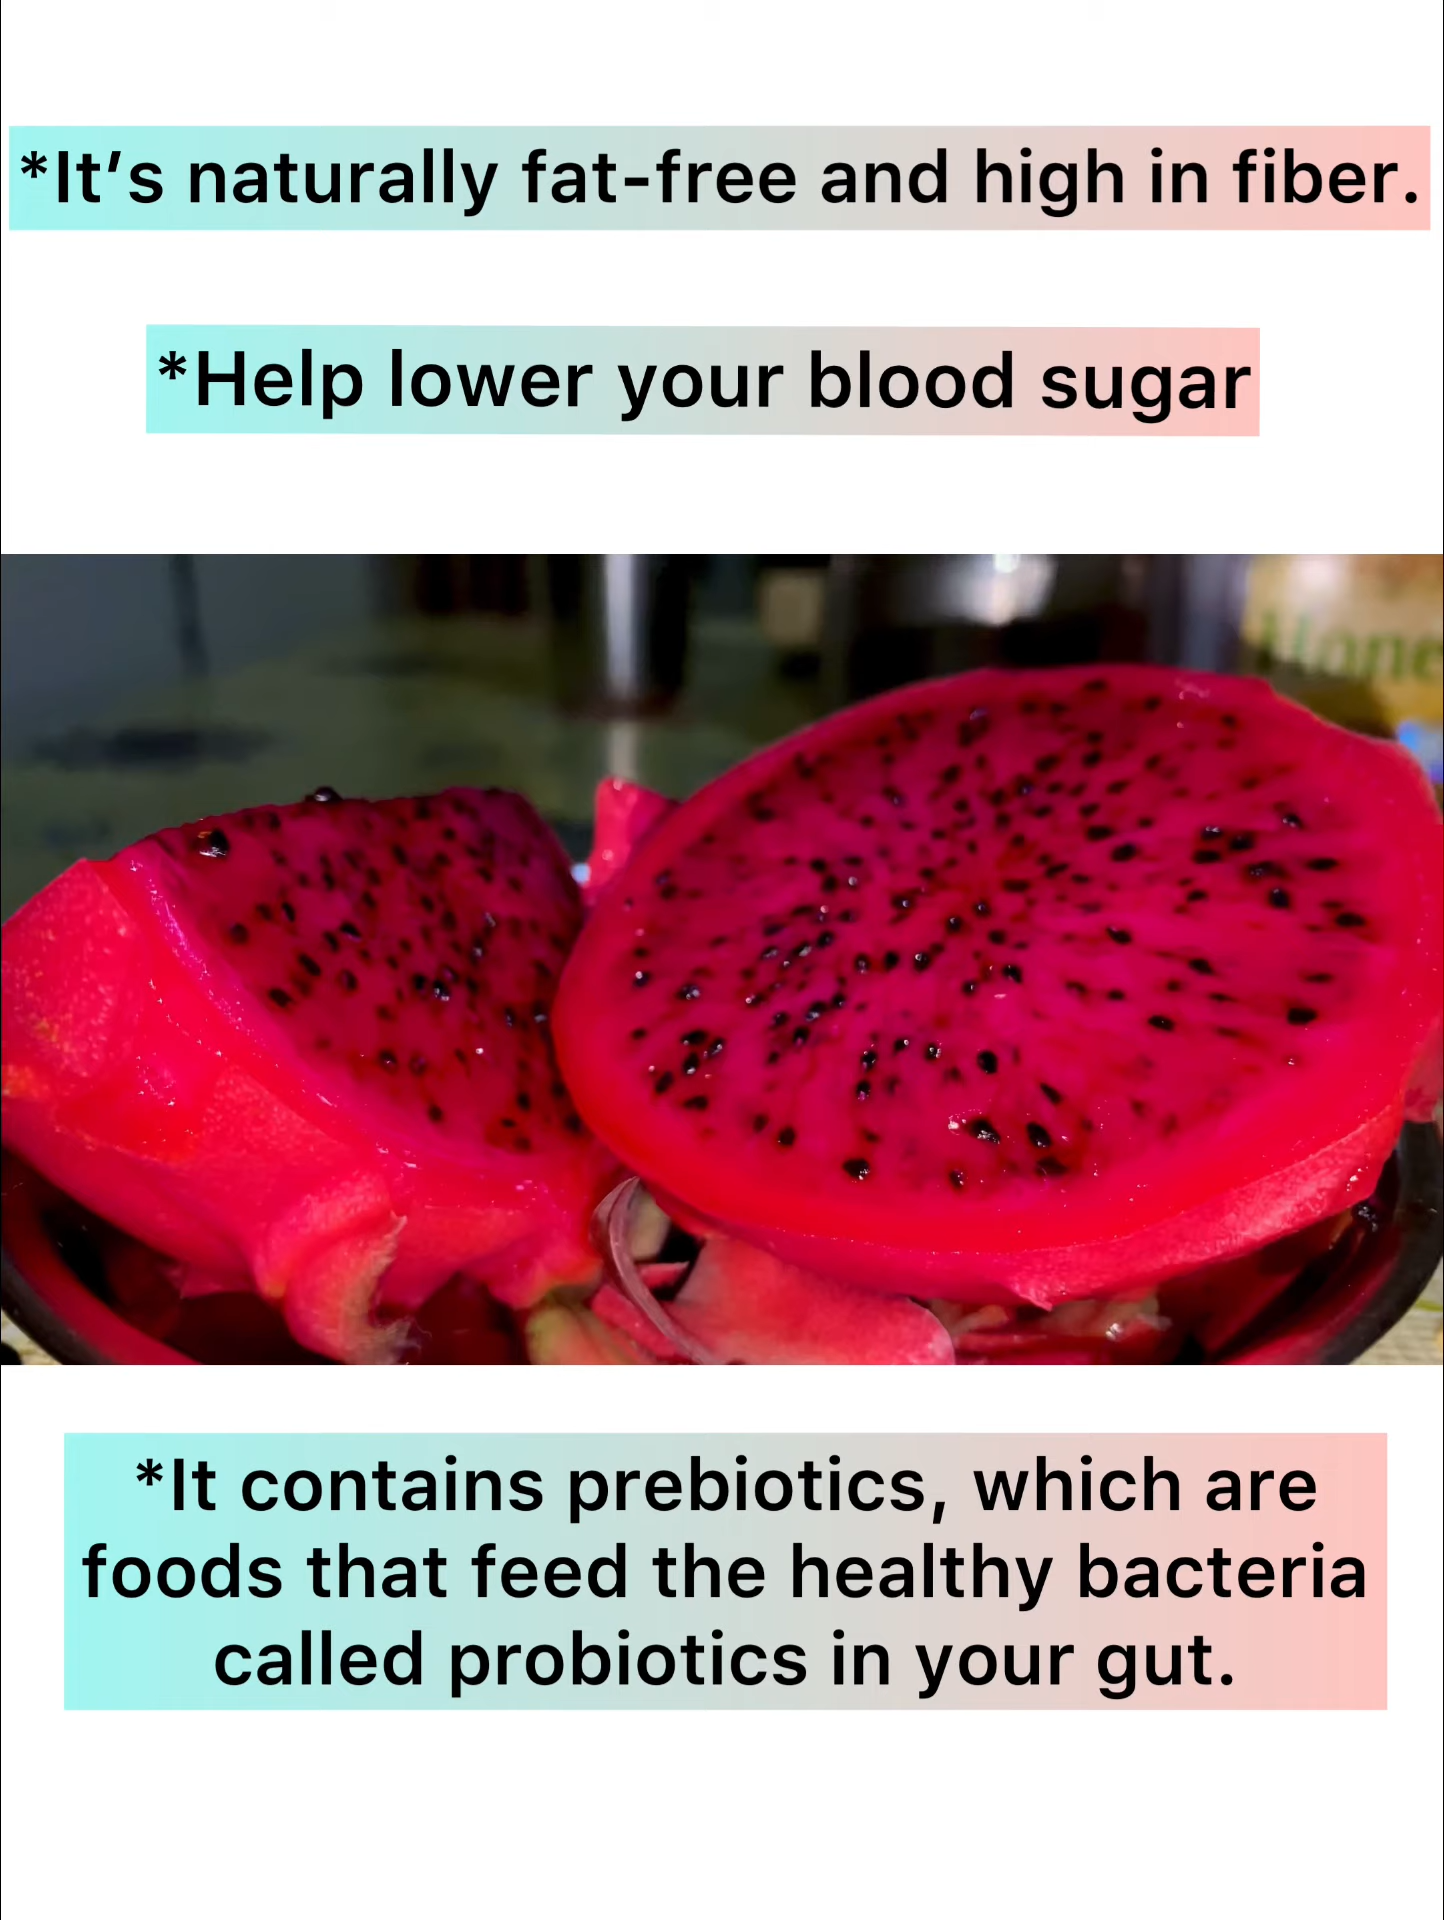 *It’s naturally fat-free and high in fiber.
*Help lower your blood sugar
*It contains prebiotics, which are
foods that feed the healthy bacteria
called probiotics in your gut.